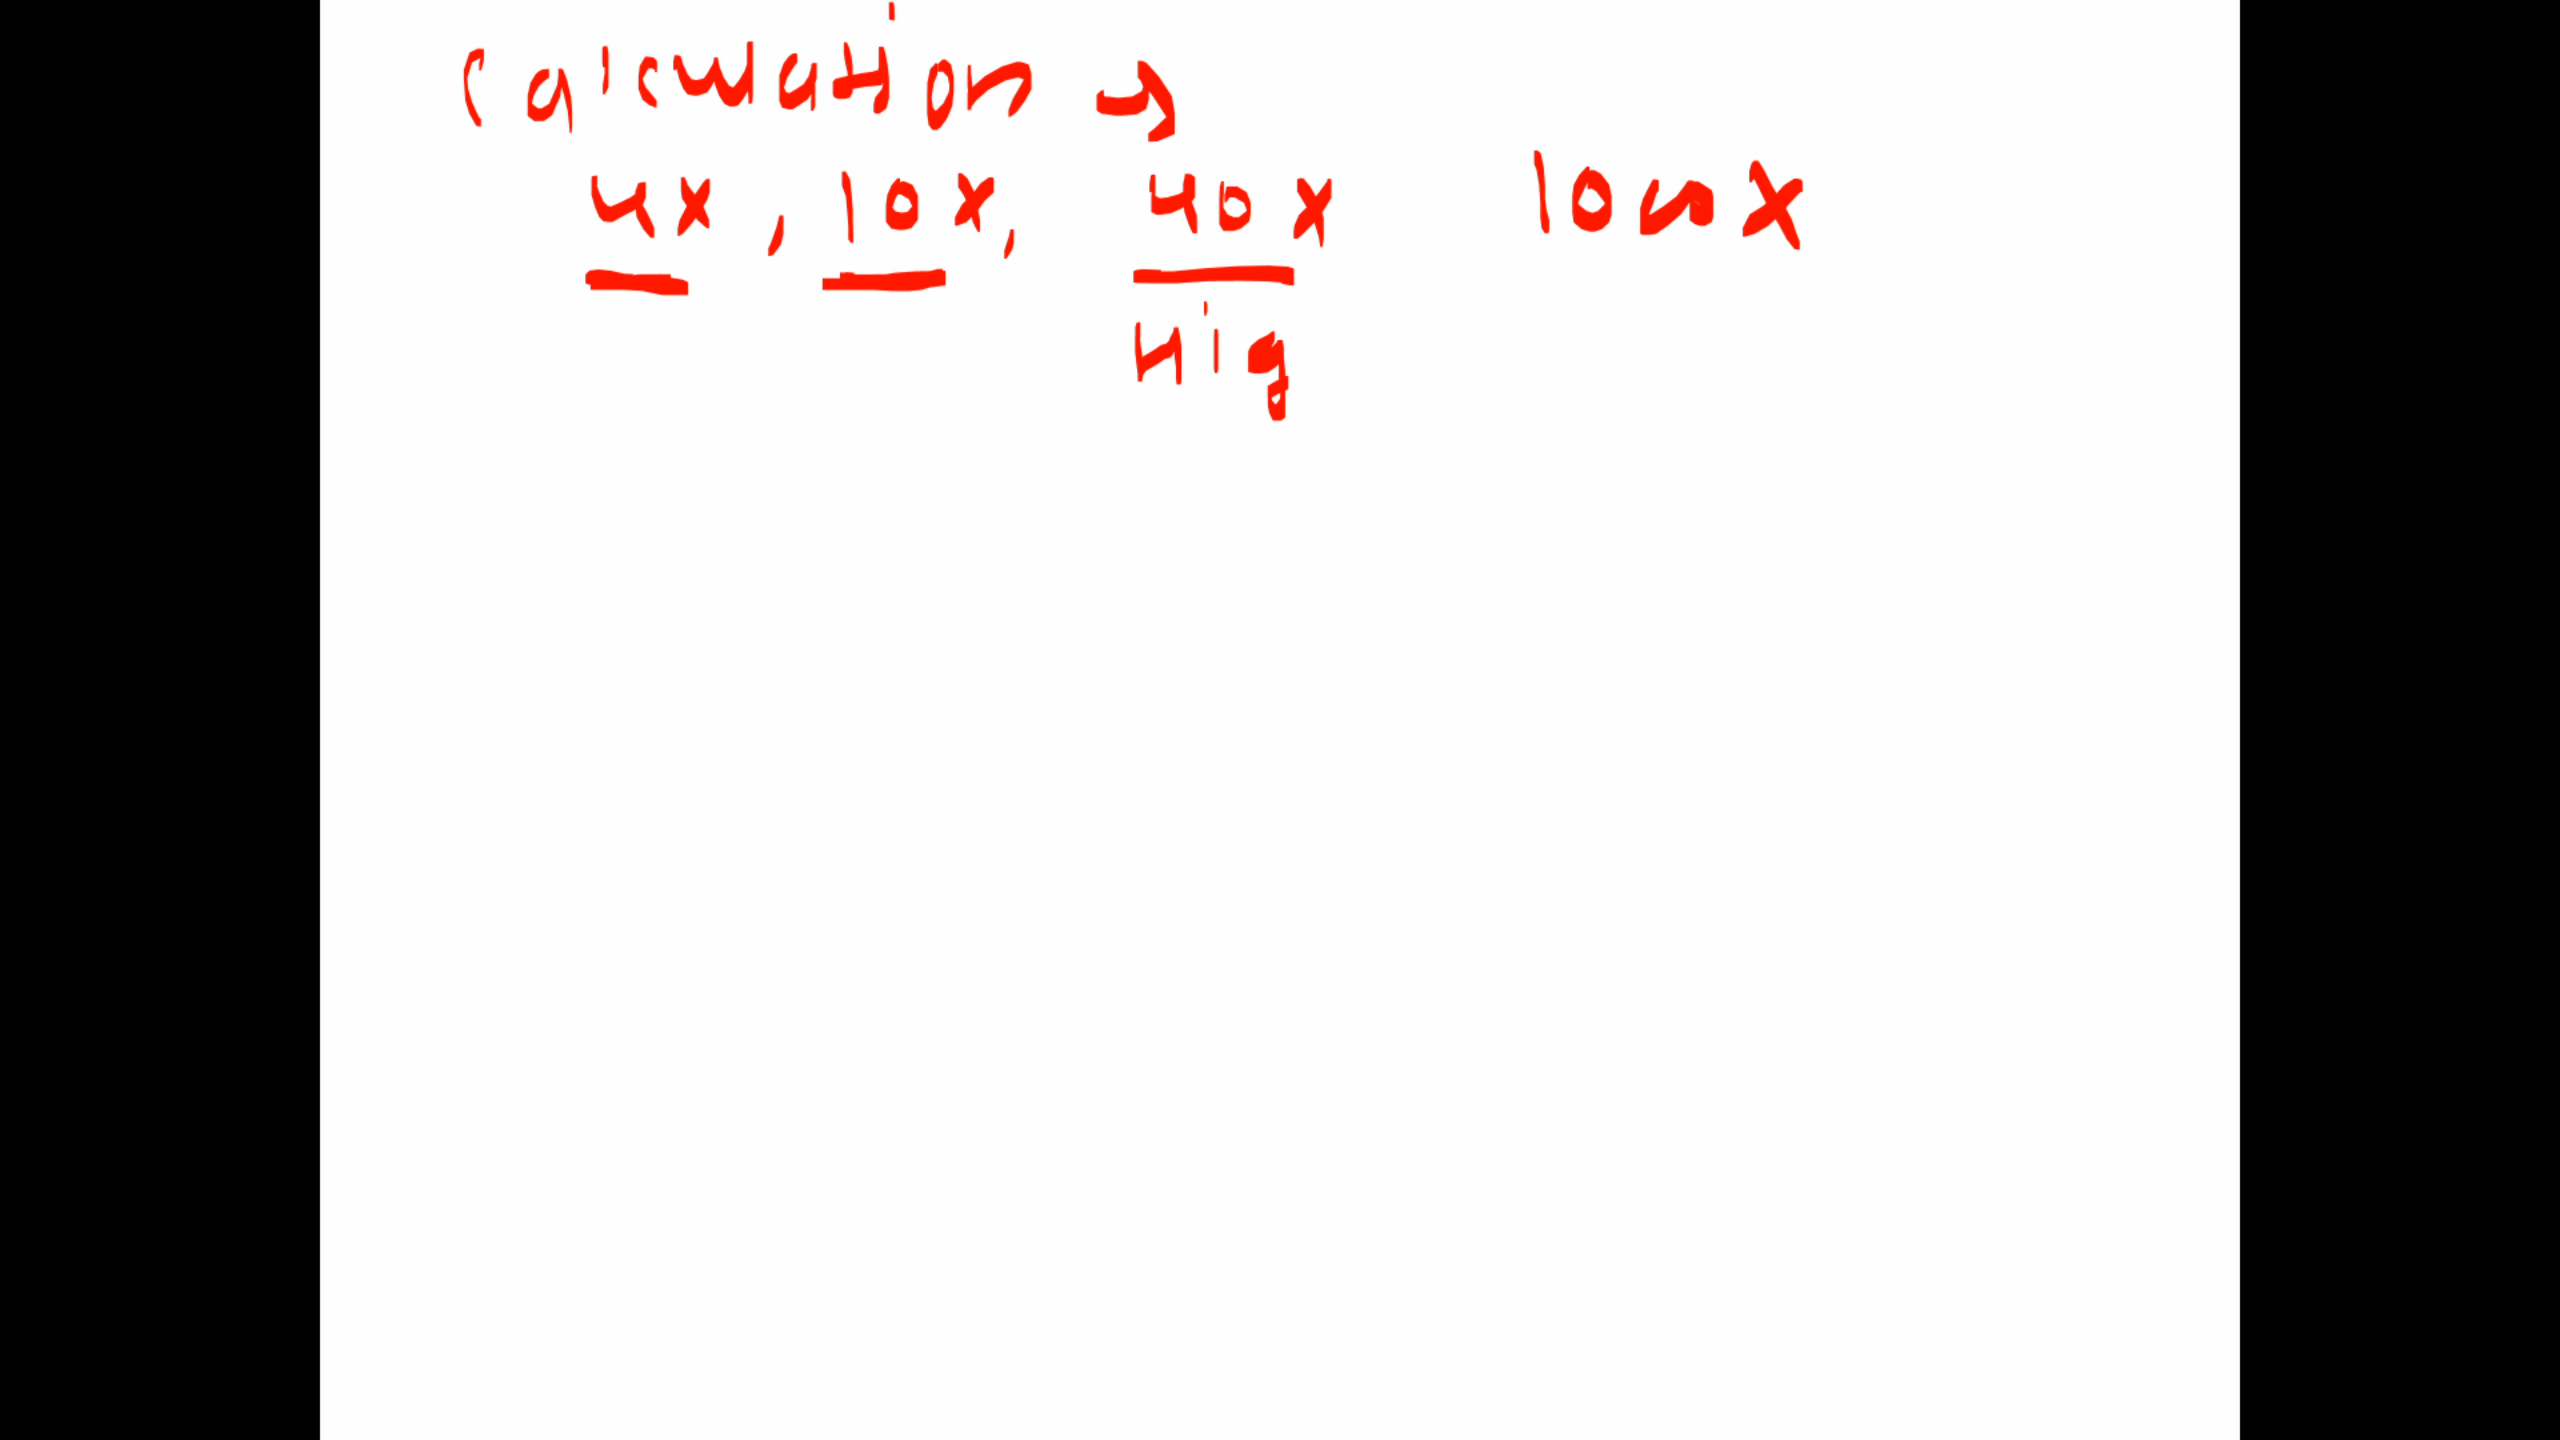 calculation →
4x, 10x, 40x 100x
Hig